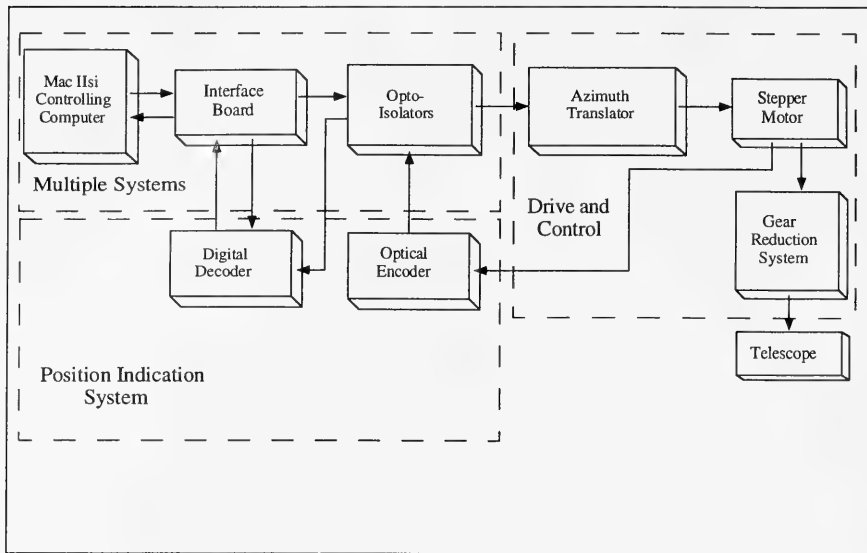 Mac IIsi
Controlling
Computer
Interface
Board
Opto-
Isolators
Azimuth
Translator
Stepper
Motor
Multiple Systems
Drive and
Control
Gear
Reduction
System
Digital
Decoder
Optical
Encoder
Telescope
Position Indication
System